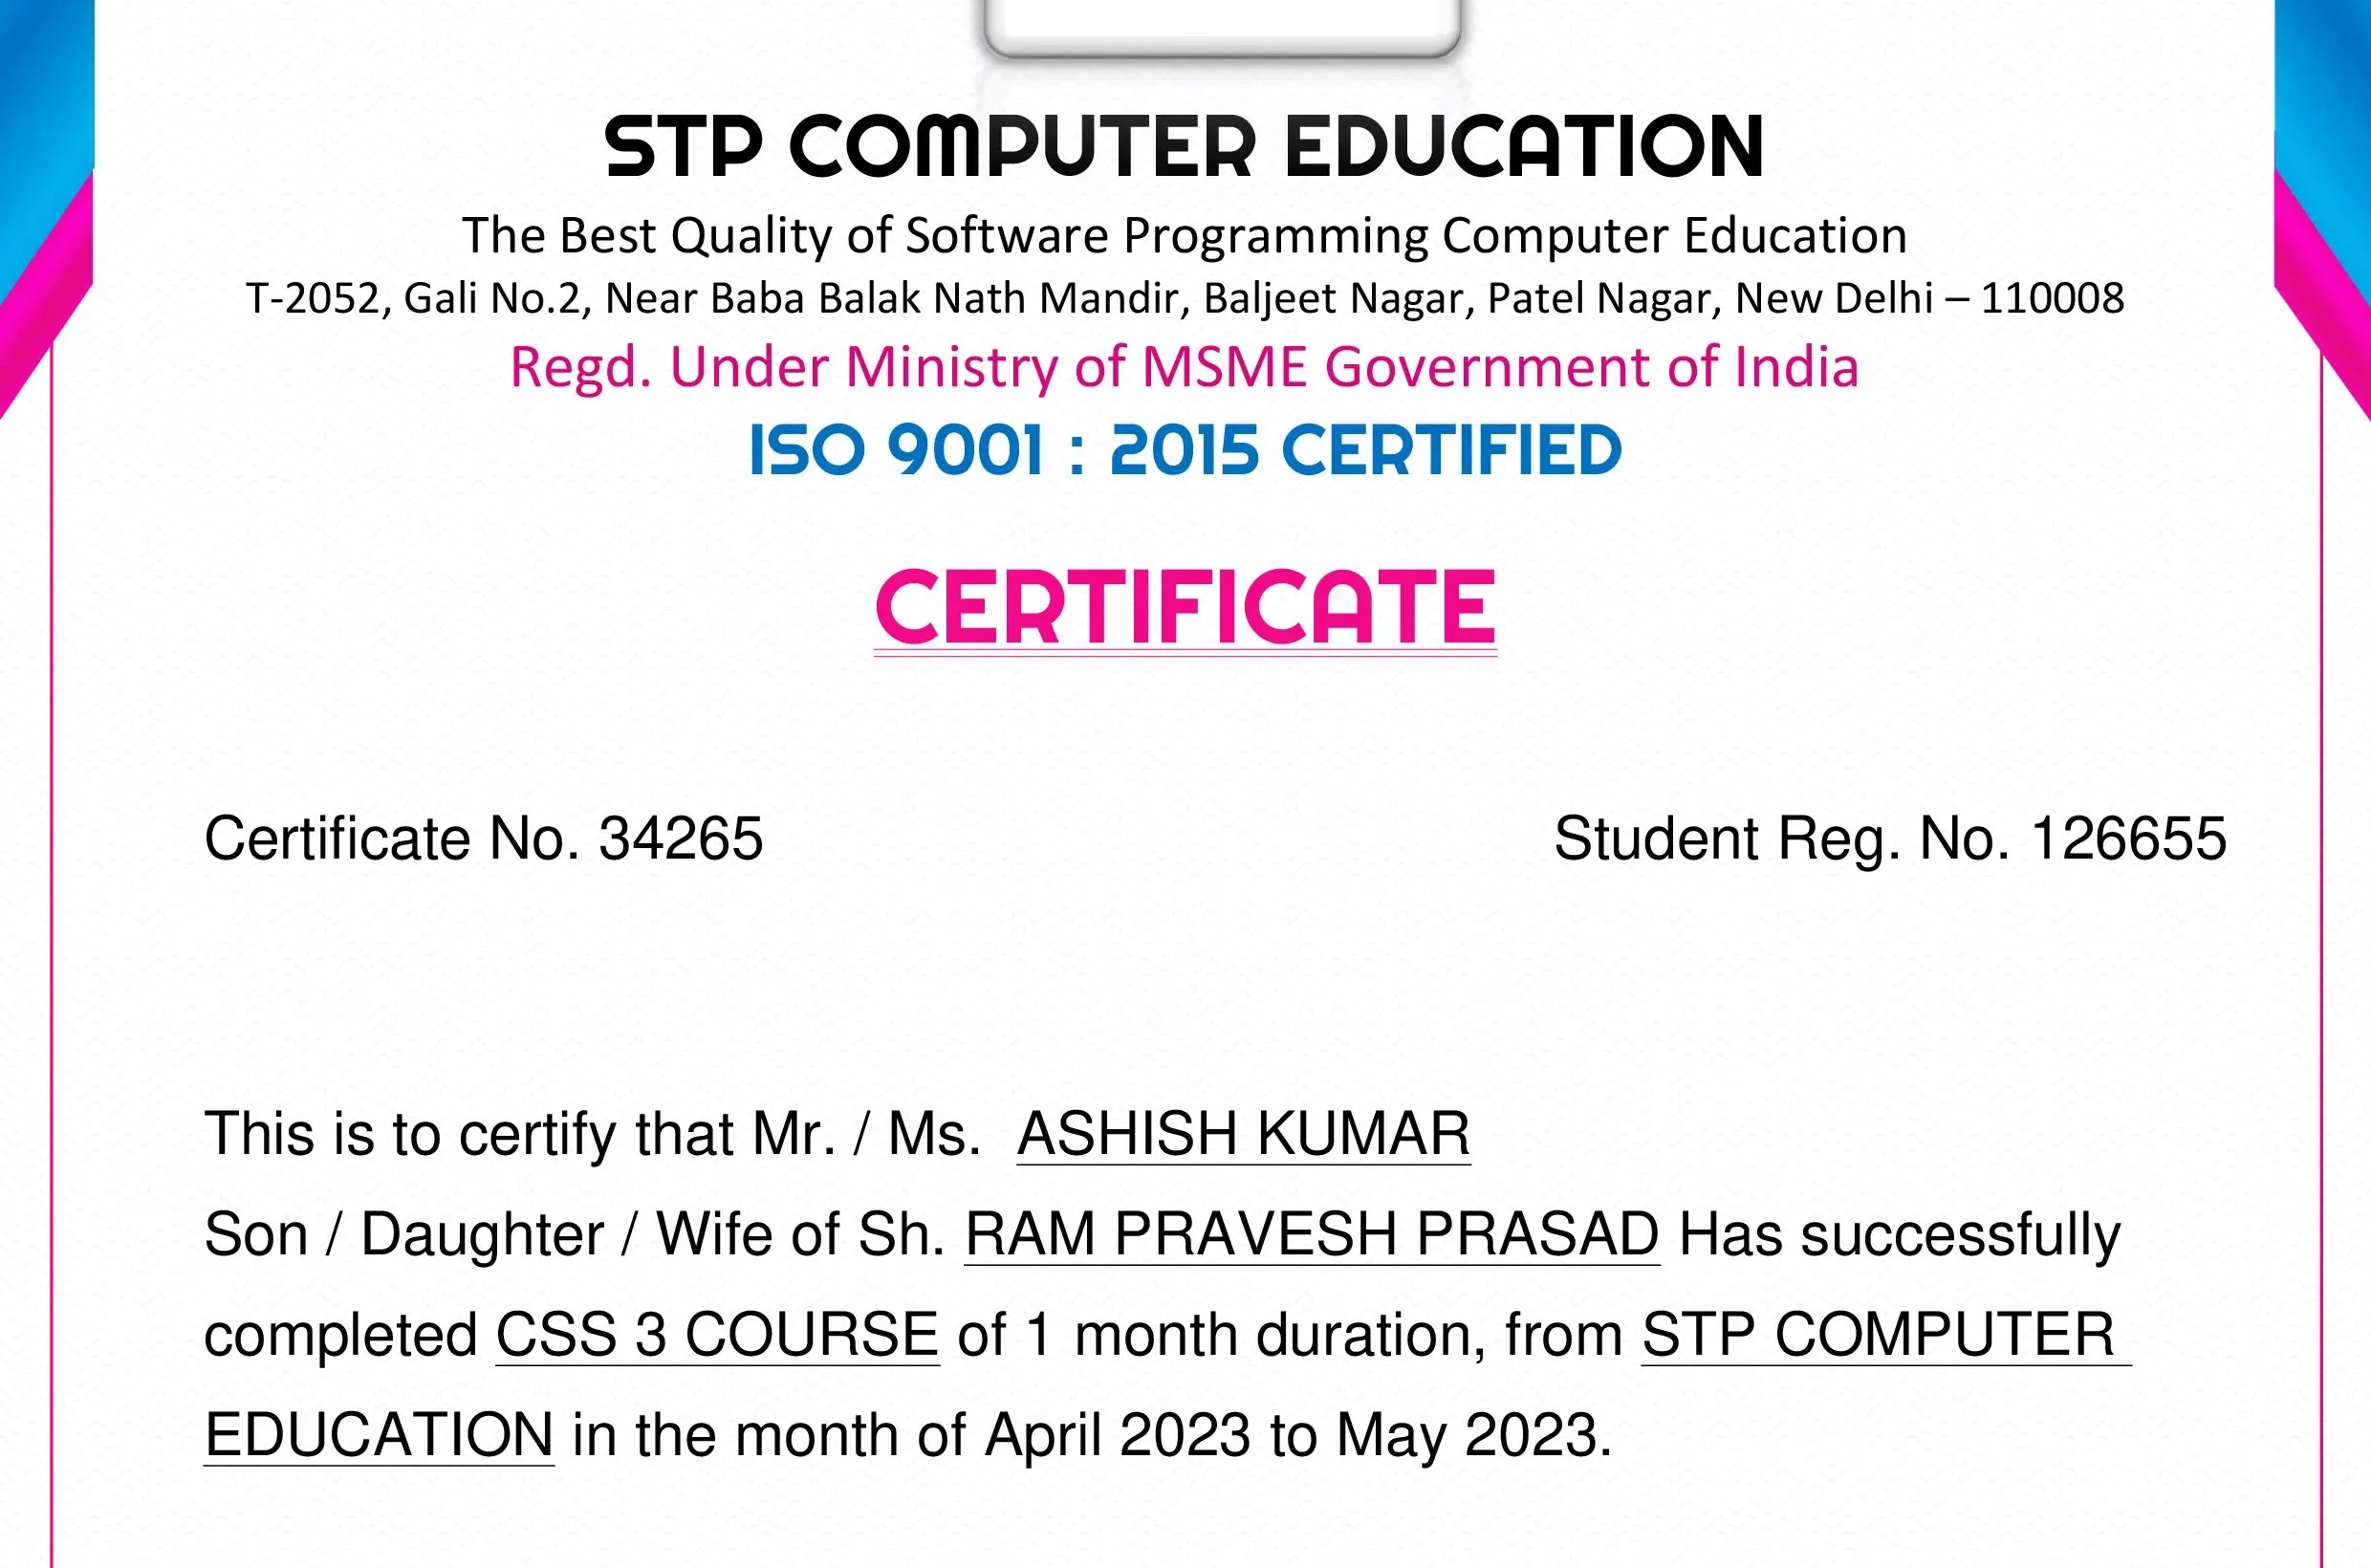 STP COMPUTER EDUCATION
The Best Quality of Software Programming Computer Education
T-2052, Gali No.2, Near Baba Balak Nath Mandir, Baljeet Nagar, Patel Nagar, New Delhi – 110008
Regd. Under Ministry of MSME Government of India
ISO 9001 : 2015 CERTIFIED
CERTIFICATE
Certificate No. 34265
Student Reg. No. 126655
This is to certify that Mr. / Ms. ASHISH KUMAR
Son / Daughter / Wife of Sh. RAM PRAVESH PRASAD Has successfully
completed CSS 3 COURSE of 1 month duration, from STP COMPUTER
EDUCATION in the month of April 2023 to May 2023.